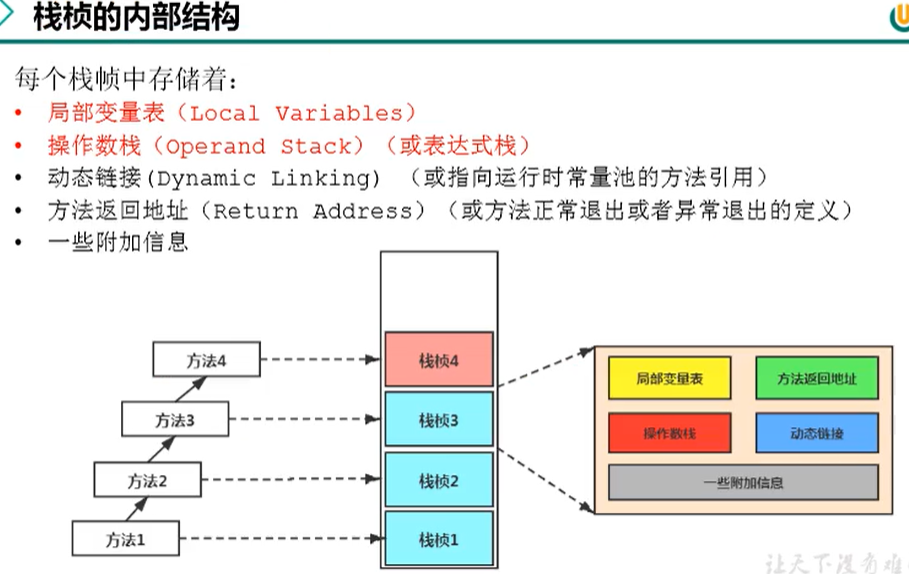 栈桢的内部结构
每个栈帧中存储着：
• 局部变量表（Local Variables）
• 操作数栈（Operand Stack）（或表达式栈）
• 动态链接(Dynamic Linking) （或指向运行时常量池的方法引用）
• 方法返回地址（Return Address）（或方法正常退出或者异常退出的定义）
• 一些附加信息
方法4
栈桢4
方法3
栈桢3
方法2
栈桢2
方法1
栈桢1
局部变量表
方法返回地址
操作数栈
动态链接
一些附加信息
让天下没有难